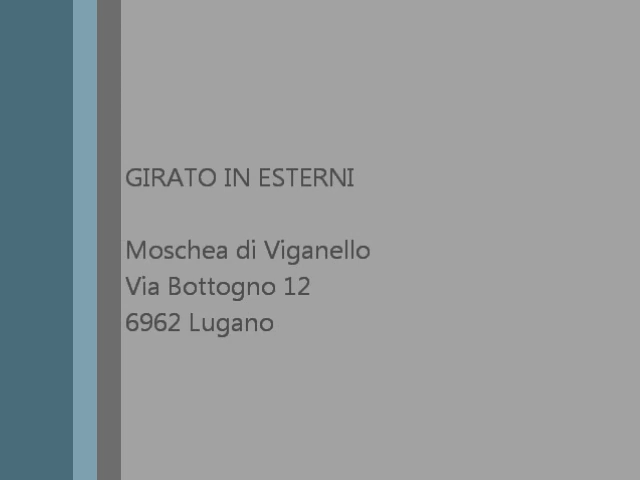 GIRATO IN ESTERNI
Moschea di Viganello
Via Bottogno 12
6962 Lugano